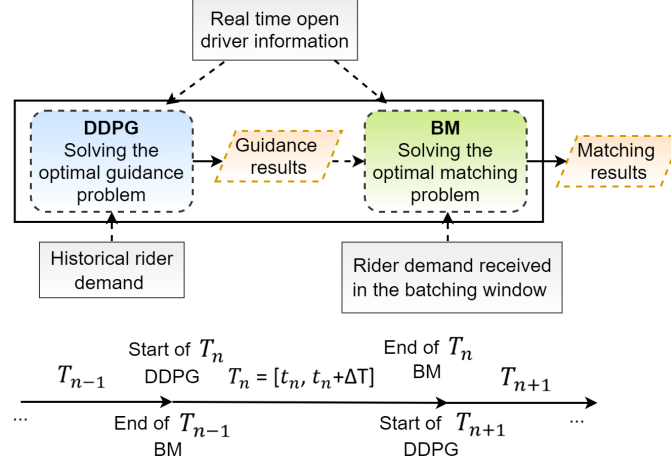 Real time open
driver information
DDPG
Solving the
optimal guidance
problem
Guidance
results
BM
Solving the
optimal matching
problem
Matching
results
Historical rider
demand
Rider demand received
in the batching window
T_{n-1}
Start of T_n
DDPG
T_n = [t_n, t_n+ΔT]
End of T_n
BM
T_{n+1}
...
End of T_{n-1}
BM
Start of T_{n+1}
DDPG
...